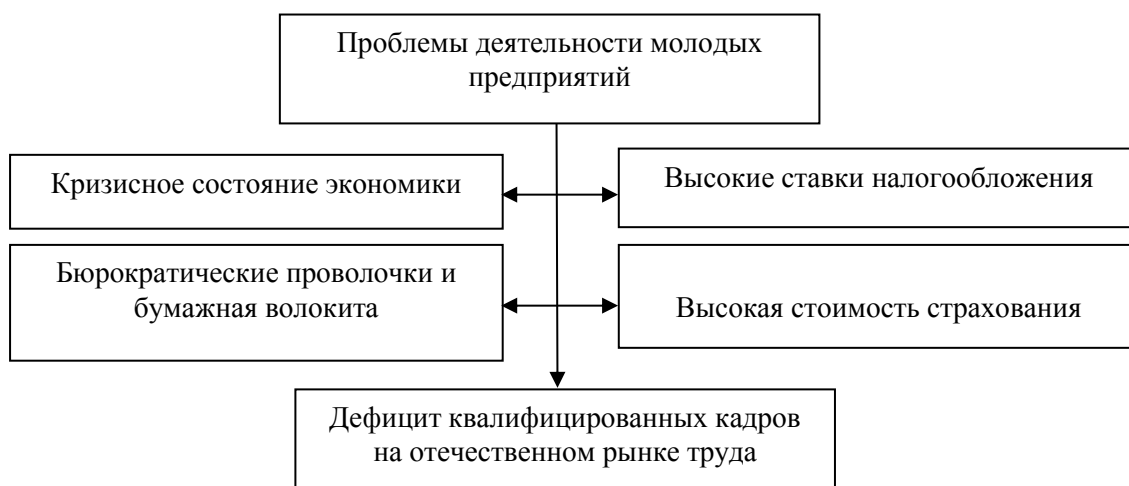 Проблемы деятельности молодых
предприятий
Кризисное состояние экономики
Высокие ставки налогообложения
Бюрократические проволочки и
бумажная волокита
Высокая стоимость страхования
Дефицит квалифицированных кадров
на отечественном рынке труда